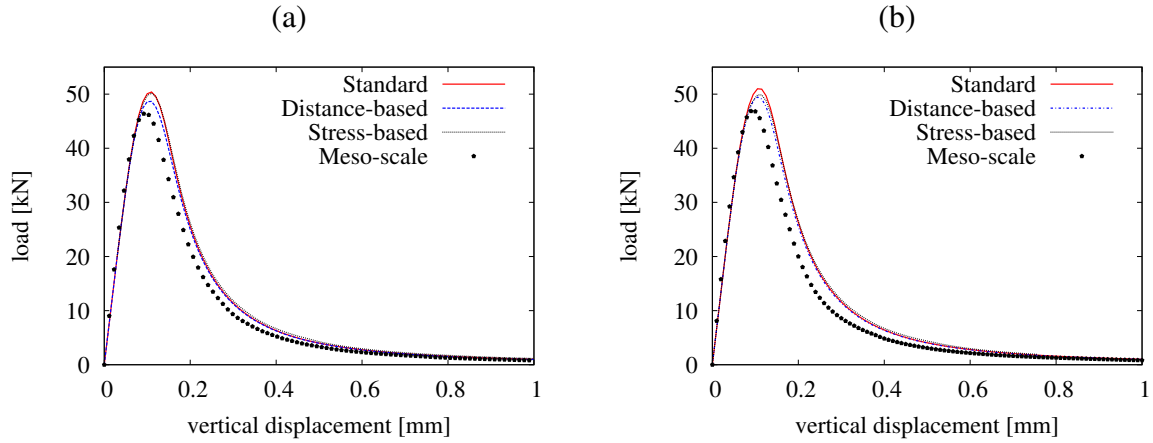 (a)
load [kN]
50
40
30
20
10
0
Standard
Distance-based
Stress-based
Meso-scale
0 0.2 0.4 0.6 0.8 1
vertical displacement [mm]
(b)
load [kN]
50
40
30
20
10
0
Standard
Distance-based
Stress-based
Meso-scale
0 0.2 0.4 0.6 0.8 1
vertical displacement [mm]